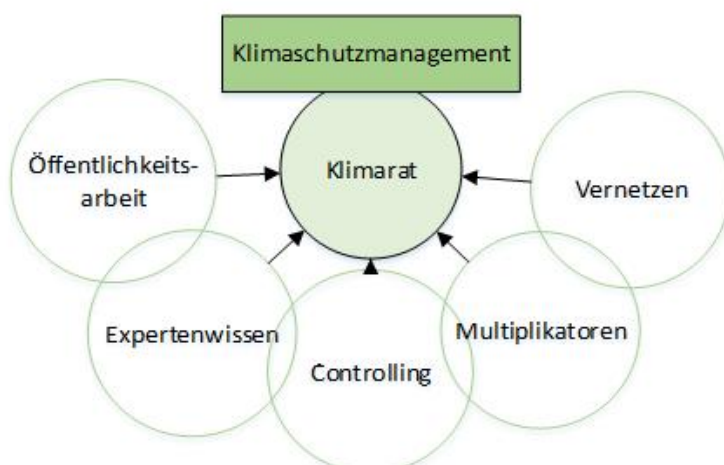 Klimaschutzmanagement
Öffentlichkeits-
arbeit
Klimarat
Vernetzen
Expertenwissen
Controlling
Multiplikatoren